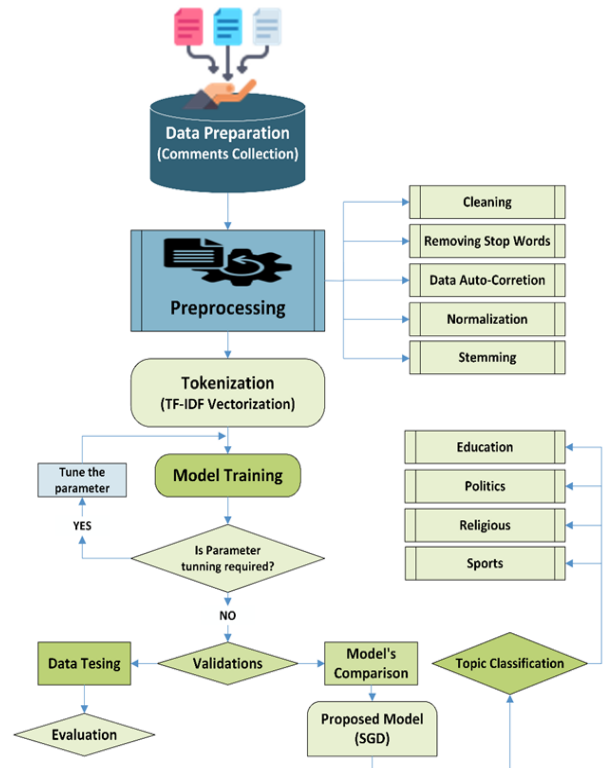 Data Preparation
(Comments Collection)
Preprocessing
Cleaning
Removing Stop Words
Data Auto-Corretion
Normalization
Stemming
Tokenization
(TF-IDF Vectorization)
Tune the
parameter
Model Training
YES
Is Parameter
tunning required?
NO
Education
Politics
Religious
Sports
Data Tesing
Validations
Model's
Comparison
Topic Classification
Evaluation
Proposed Model
(SGD)